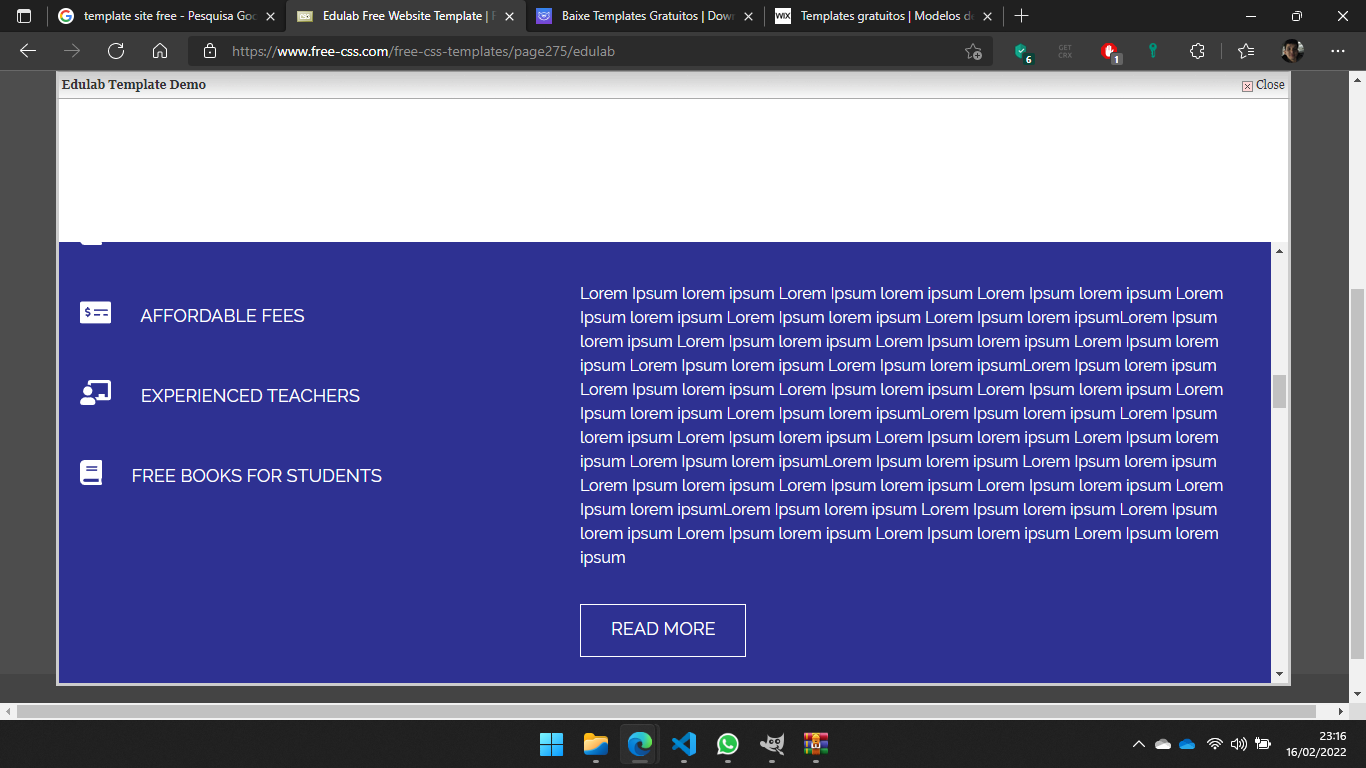 template site free - Pesquisa Goo
Edulab Free Website Template | F
Baixe Templates Gratuitos | Dow
WIX
Templates gratuitos | Modelos de
https://www.free-css.com/free-css-templates/page275/edulab
6
GET
CRX
1
Edulab Template Demo
Close
AFFORDABLE FEES
EXPERIENCED TEACHERS
FREE BOOKS FOR STUDENTS
Lorem Ipsum lorem ipsum Lorem Ipsum lorem ipsum Lorem Ipsum lorem ipsum Lorem
Ipsum lorem ipsum Lorem Ipsum lorem ipsum Lorem Ipsum lorem ipsumLorem Ipsum
lorem ipsum Lorem Ipsum lorem ipsum Lorem Ipsum lorem ipsum Lorem Ipsum lorem
ipsum Lorem Ipsum lorem ipsum Lorem Ipsum lorem ipsumLorem Ipsum lorem ipsum
Lorem Ipsum lorem ipsum Lorem Ipsum lorem ipsum Lorem Ipsum lorem ipsum Lorem
Ipsum lorem ipsum Lorem Ipsum lorem ipsumLorem Ipsum lorem ipsum Lorem Ipsum
lorem ipsum Lorem Ipsum lorem ipsum Lorem Ipsum lorem ipsum Lorem Ipsum lorem
ipsum Lorem Ipsum lorem ipsumLorem Ipsum lorem ipsum Lorem Ipsum lorem ipsum
Lorem Ipsum lorem ipsum Lorem Ipsum lorem ipsum Lorem Ipsum lorem ipsum Lorem
Ipsum lorem ipsumLorem Ipsum lorem ipsum Lorem Ipsum lorem ipsum Lorem Ipsum
lorem ipsum Lorem Ipsum lorem ipsum Lorem Ipsum lorem ipsum Lorem Ipsum lorem
ipsum
READ MORE
23:16
16/02/2022